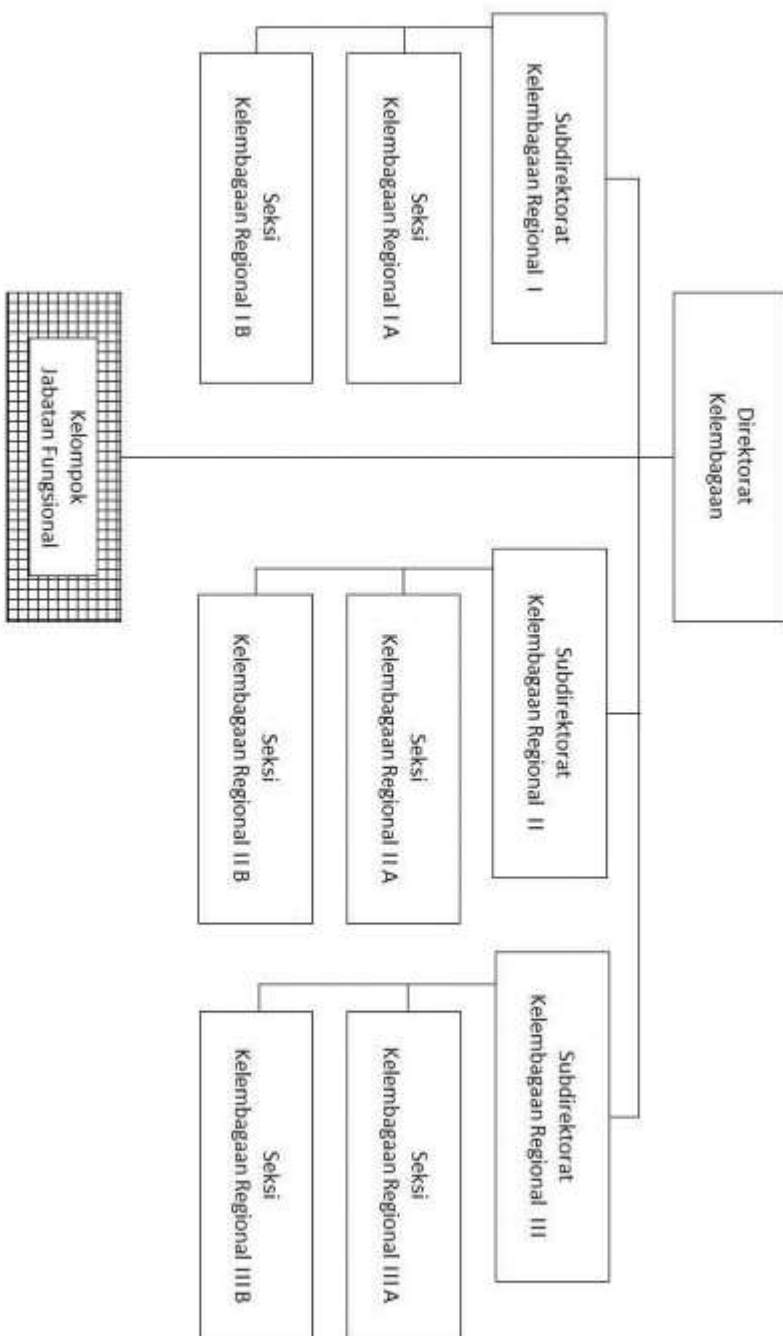 Direktorat
Kelembagaan
Subdirektorat
Kelembagaan Regional I
Subdirektorat
Kelembagaan Regional II
Subdirektorat
Kelembagaan Regional III
Seksi
Kelembagaan Regional I A
Seksi
Kelembagaan Regional II A
Seksi
Kelembagaan Regional III A
Seksi
Kelembagaan Regional I B
Seksi
Kelembagaan Regional II B
Seksi
Kelembagaan Regional III B
Kelompok
Jabatan Fungsional